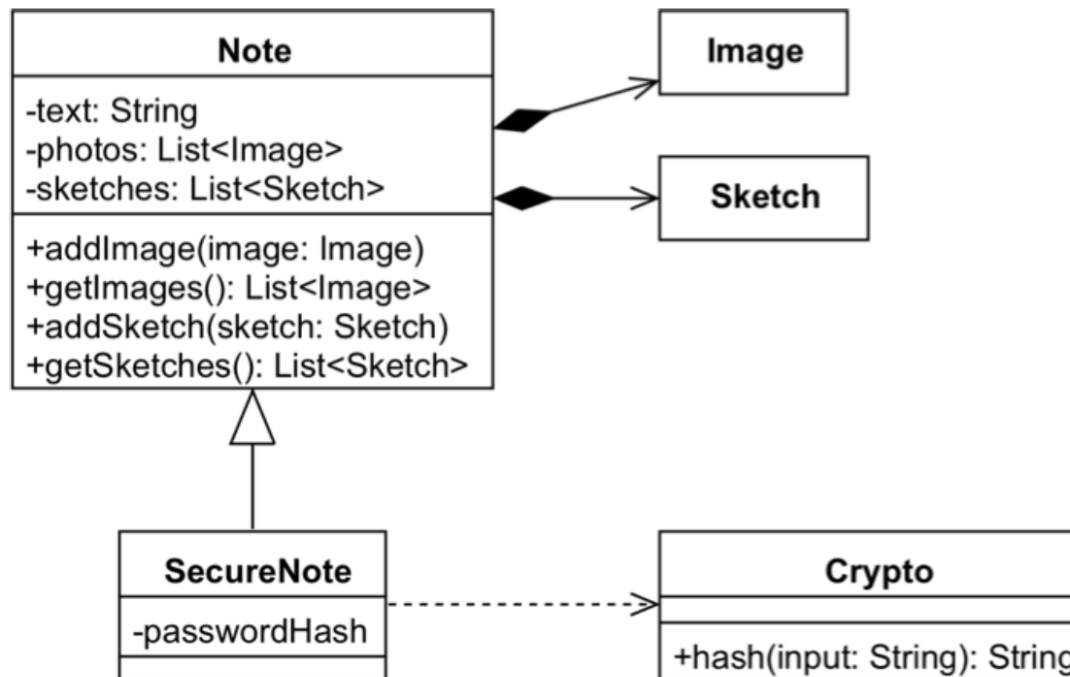 Note
-text: String
-photos: List<Image>
-sketches: List<Sketch>
+addImage(image: Image)
+getImages(): List<Image>
+addSketch(sketch: Sketch)
+getSketches(): List<Sketch>
Image
Sketch
SecureNote
-passwordHash
Crypto
+hash(input: String): String